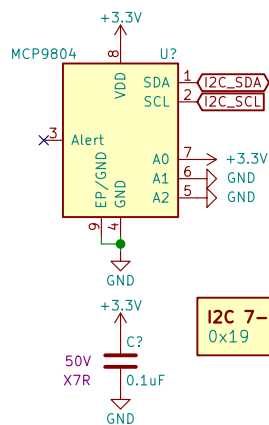 +3.3V
MCP9804
U?
8
VDD
SDA 1 I2C_SDA
SCL 2 I2C_SCL
3 Alert
A0 7 +3.3V
A1 6 GND
A2 5 GND
EP/GND
GND
9
4
GND
+3.3V
C?
50V
X7R
0.1uF
GND
I2C 7-
0x19